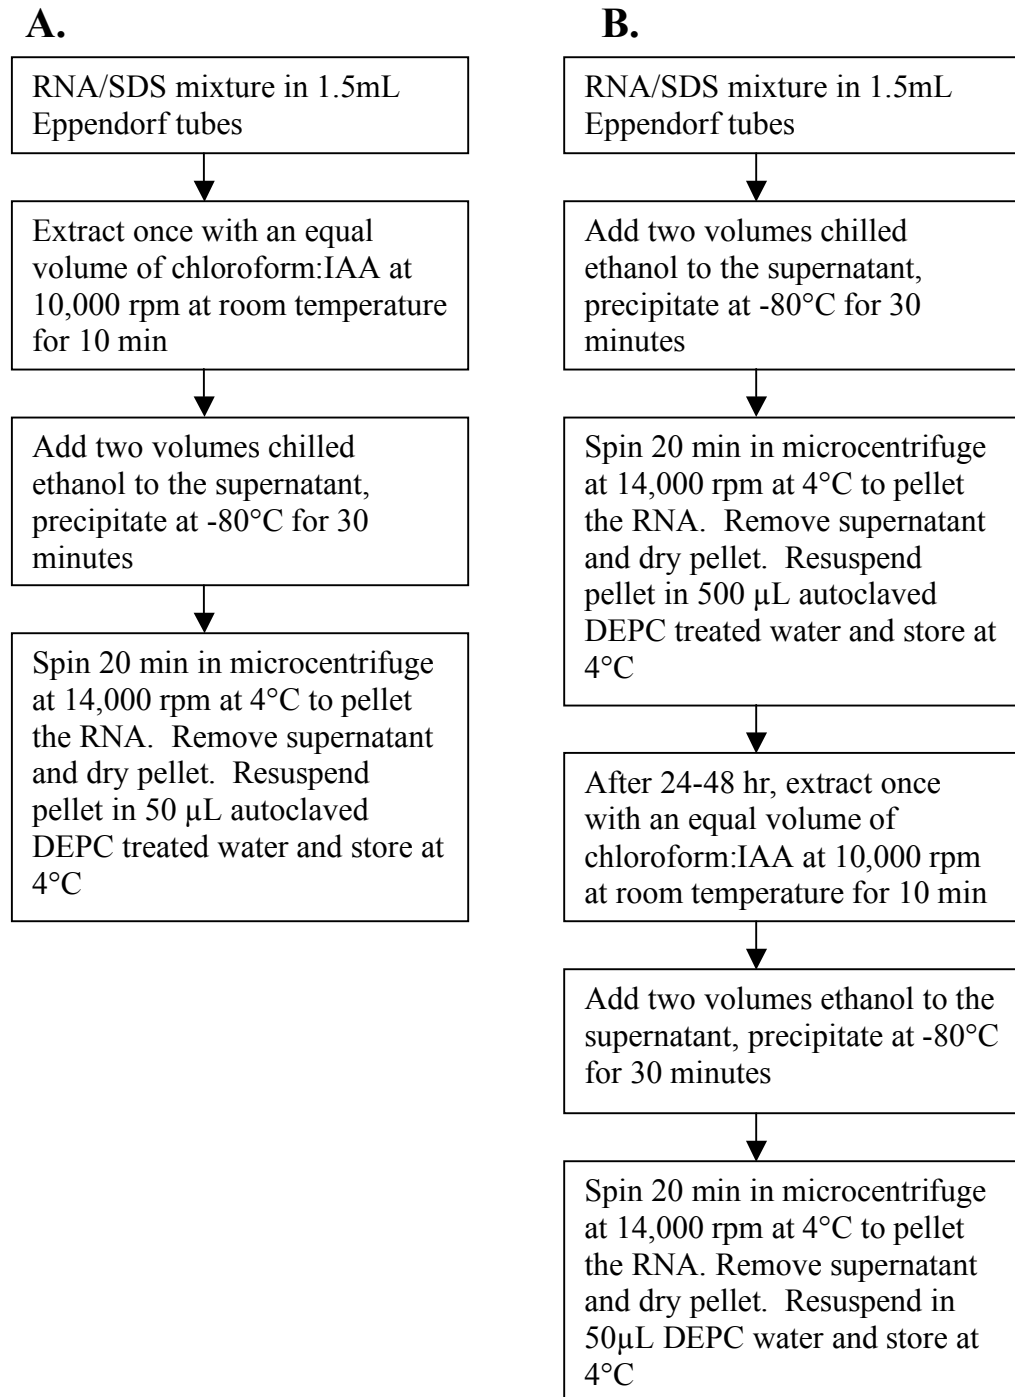 A.
RNA/SDS mixture in 1.5mL
Eppendorf tubes
Extract once with an equal
volume of chloroform:IAA at
10,000 rpm at room temperature
for 10 min
Add two volumes chilled
ethanol to the supernatant,
precipitate at -80°C for 30
minutes
Spin 20 min in microcentrifuge
at 14,000 rpm at 4°C to pellet
the RNA.  Remove supernatant
and dry pellet.  Resuspend
pellet in 50 µL autoclaved
DEPC treated water and store at
4°C
B.
RNA/SDS mixture in 1.5mL
Eppendorf tubes
Add two volumes chilled
ethanol to the supernatant,
precipitate at -80°C for 30
minutes
Spin 20 min in microcentrifuge
at 14,000 rpm at 4°C to pellet
the RNA.  Remove supernatant
and dry pellet.  Resuspend
pellet in 500 µL autoclaved
DEPC treated water and store at
4°C
After 24-48 hr, extract once
with an equal volume of
chloroform:IAA at 10,000 rpm
at room temperature for 10 min
Add two volumes ethanol to the
supernatant, precipitate at -80°C
for 30 minutes
Spin 20 min in microcentrifuge
at 14,000 rpm at 4°C to pellet
the RNA. Remove supernatant
and dry pellet.  Resuspend in
50µL DEPC water and store at
4°C